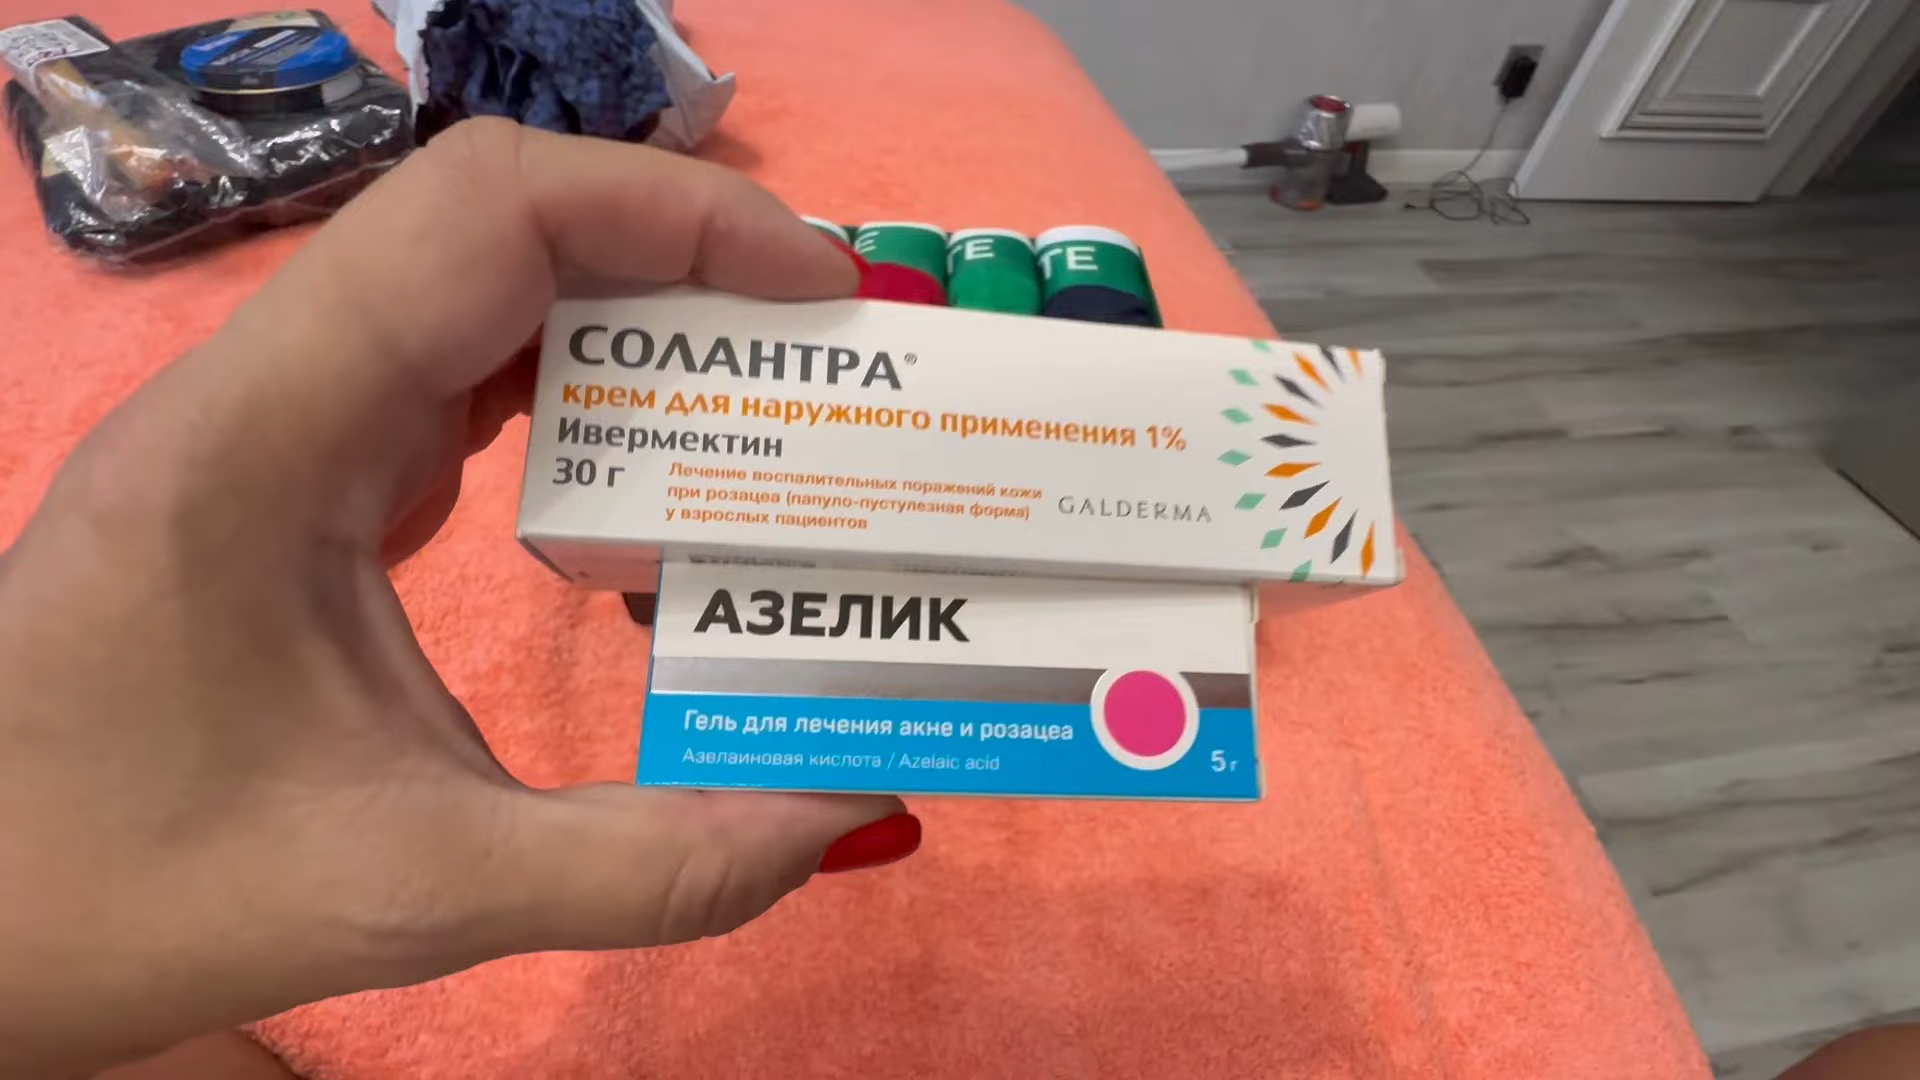 E
TE
TE
СОЛАНТРА®
крем для наружного применения 1%
Ивермектин
30 г
Лечение воспалительных поражений кожи
при розацеа (папуло-пустулезная форма)
у взрослых пациентов
GALDERMA
АЗЕЛИК
Гель для лечения акне и розацеа
Азелаиновая кислота / Azelaic acid
5 г